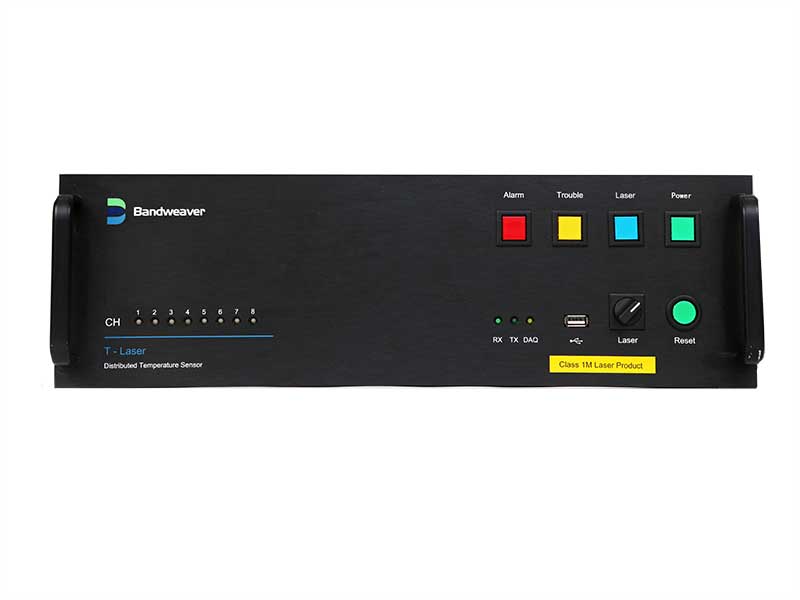 Bandweaver
Alarm Trouble Laser Power
CH 1 2 3 4 5 6 7 8
RX TX DAQ
Laser Reset
T - Laser
Distributed Temperature Sensor
Class 1M Laser Product